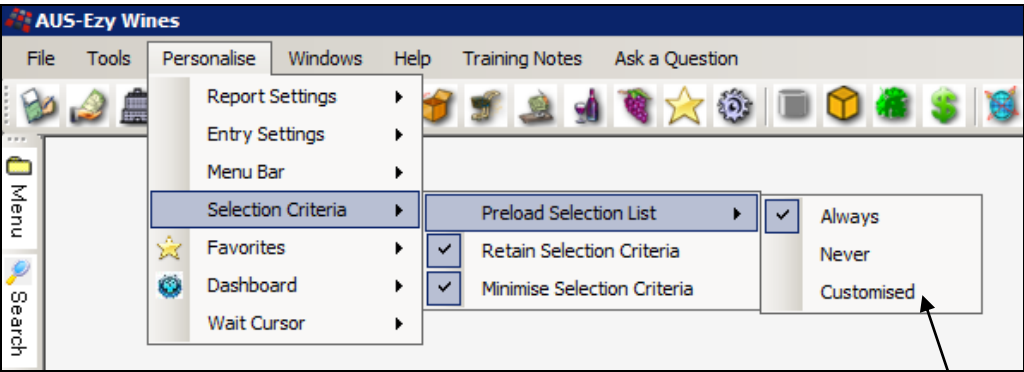 AUS-Ezy Wines
File Tools Personalise Windows Help Training Notes Ask a Question
Report Settings
Entry Settings
Menu Bar
Selection Criteria
Favorites
Dashboard
Wait Cursor
Preload Selection List
Retain Selection Criteria
Minimise Selection Criteria
Always
Never
Customised
Menu
Search